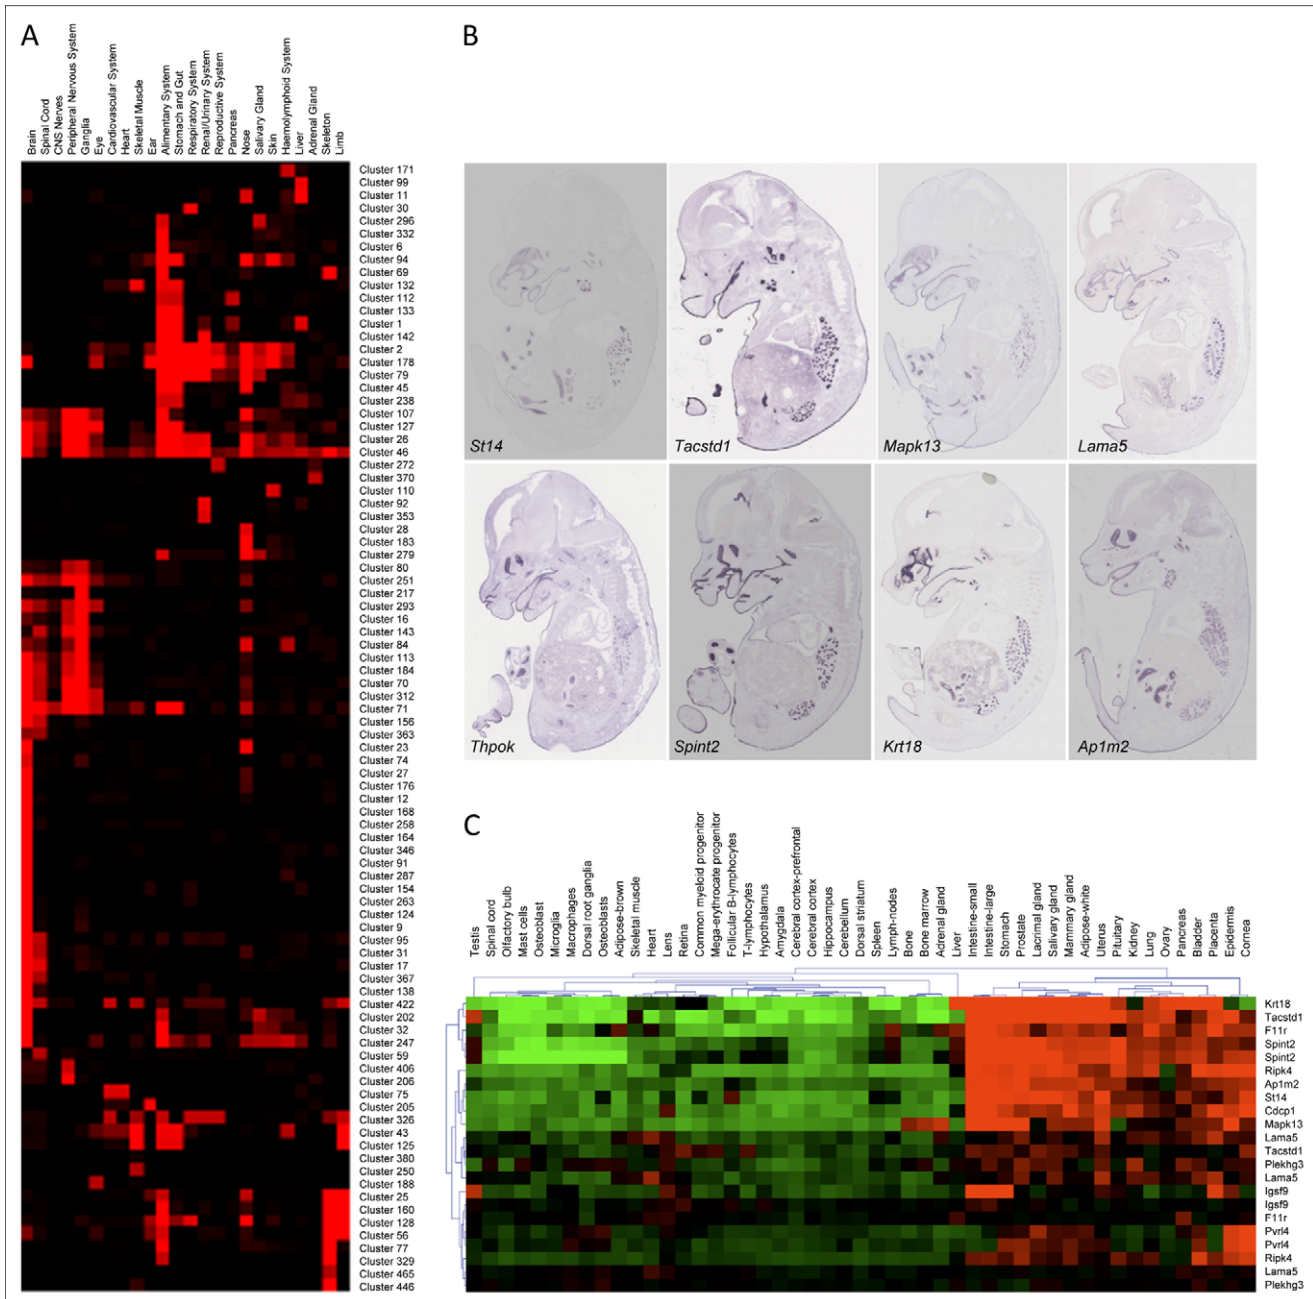 A
Brain
Spinal Cord
CNS Nerves
Peripheral Nervous System
Ganglia
Eye
Cardiovascular System
Heart
Skeletal Muscle
Ear
Alimentary System
Stomach and Gut
Respiratory System
Renal/Urinary System
Reproductive System
Pancreas
Nose
Salivary Gland
Skin
Haemolymphoid System
Liver
Adrenal Gland
Skeleton
Limb
Cluster 171
Cluster 99
Cluster 11
Cluster 30
Cluster 296
Cluster 332
Cluster 6
Cluster 94
Cluster 69
Cluster 132
Cluster 112
Cluster 133
Cluster 1
Cluster 142
Cluster 2
Cluster 178
Cluster 79
Cluster 45
Cluster 238
Cluster 107
Cluster 127
Cluster 26
Cluster 46
Cluster 272
Cluster 370
Cluster 110
Cluster 92
Cluster 353
Cluster 28
Cluster 183
Cluster 279
Cluster 80
Cluster 251
Cluster 217
Cluster 293
Cluster 16
Cluster 143
Cluster 84
Cluster 113
Cluster 184
Cluster 70
Cluster 312
Cluster 71
Cluster 156
Cluster 363
Cluster 23
Cluster 74
Cluster 27
Cluster 176
Cluster 12
Cluster 168
Cluster 258
Cluster 164
Cluster 346
Cluster 91
Cluster 287
Cluster 154
Cluster 263
Cluster 124
Cluster 9
Cluster 95
Cluster 31
Cluster 17
Cluster 367
Cluster 138
Cluster 422
Cluster 202
Cluster 32
Cluster 247
Cluster 59
Cluster 406
Cluster 206
Cluster 75
Cluster 205
Cluster 326
Cluster 43
Cluster 125
Cluster 380
Cluster 250
Cluster 188
Cluster 25
Cluster 160
Cluster 128
Cluster 56
Cluster 77
Cluster 329
Cluster 465
Cluster 446
B
St14
Tacstd1
Mapk13
Lama5
Thpok
Spint2
Krt18
Ap1m2
C
Testis
Spinal cord
Olfactory bulb
Mast cells
Osteoblast
Microglia
Macrophages
Dorsal root ganglia
Osteoblasts
Adipose-brown
Skeletal muscle
Heart
Lens
Retina
Common myeloid progenitor
Mega-erythrocate progenitor
Follicular B-lymphocytes
T-lymphocytes
Hypothalamus
Amygdala
Cerebral cortex-prefrontal
Cerebral cortex
Hippocampus
Cerebellum
Dorsal striatum
Spleen
Lymph-nodes
Bone
Bone marrow
Adrenal gland
Liver
Intestine-small
Intestine-large
Stomach
Prostate
Lacrimal gland
Salivary gland
Mammary gland
Adipose-white
Uterus
Pituitary
Kidney
Lung
Ovary
Pancreas
Bladder
Placenta
Epidermis
Cornea
Krt18
Tacstd1
F11r
Spint2
Spint2
Ripk4
Ap1m2
St14
Cdcp1
Mapk13
Lama5
Tacstd1
Plekhg3
Lama5
Igsf9
Igsf9
F11r
Pvrl4
Pvrl4
Ripk4
Lama5
Plekhg3